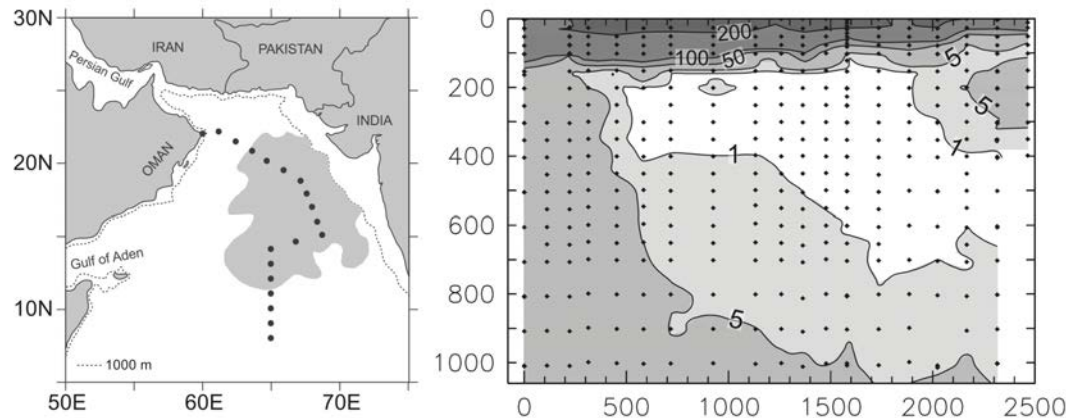 30N
20N
10N
50E
60E
70E
IRAN
PAKISTAN
Persian Gulf
INDIA
OMAN
Gulf of Aden
1000 m
0
200
400
600
800
1000
0
500
1000
1500
2000
2500
200
100
50
5
5
1
1
5